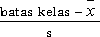 batas kelas – x̄
s